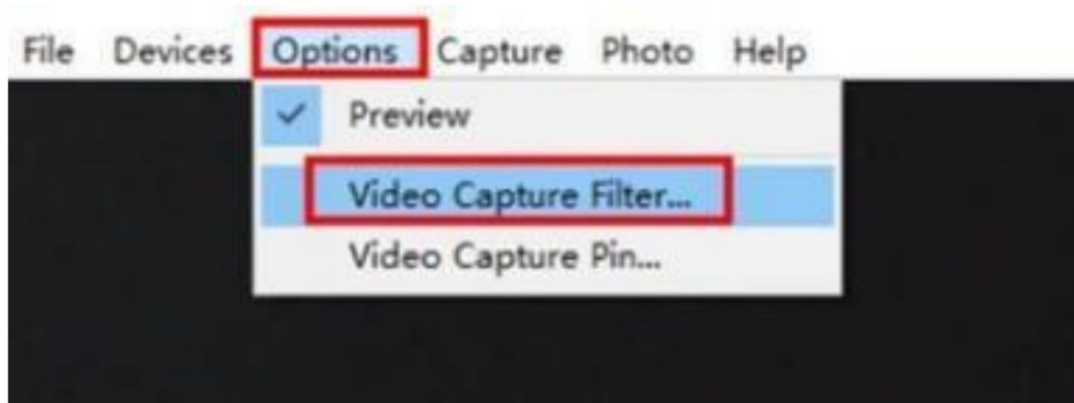 File Devices Options Capture Photo Help
Preview
Video Capture Filter...
Video Capture Pin...